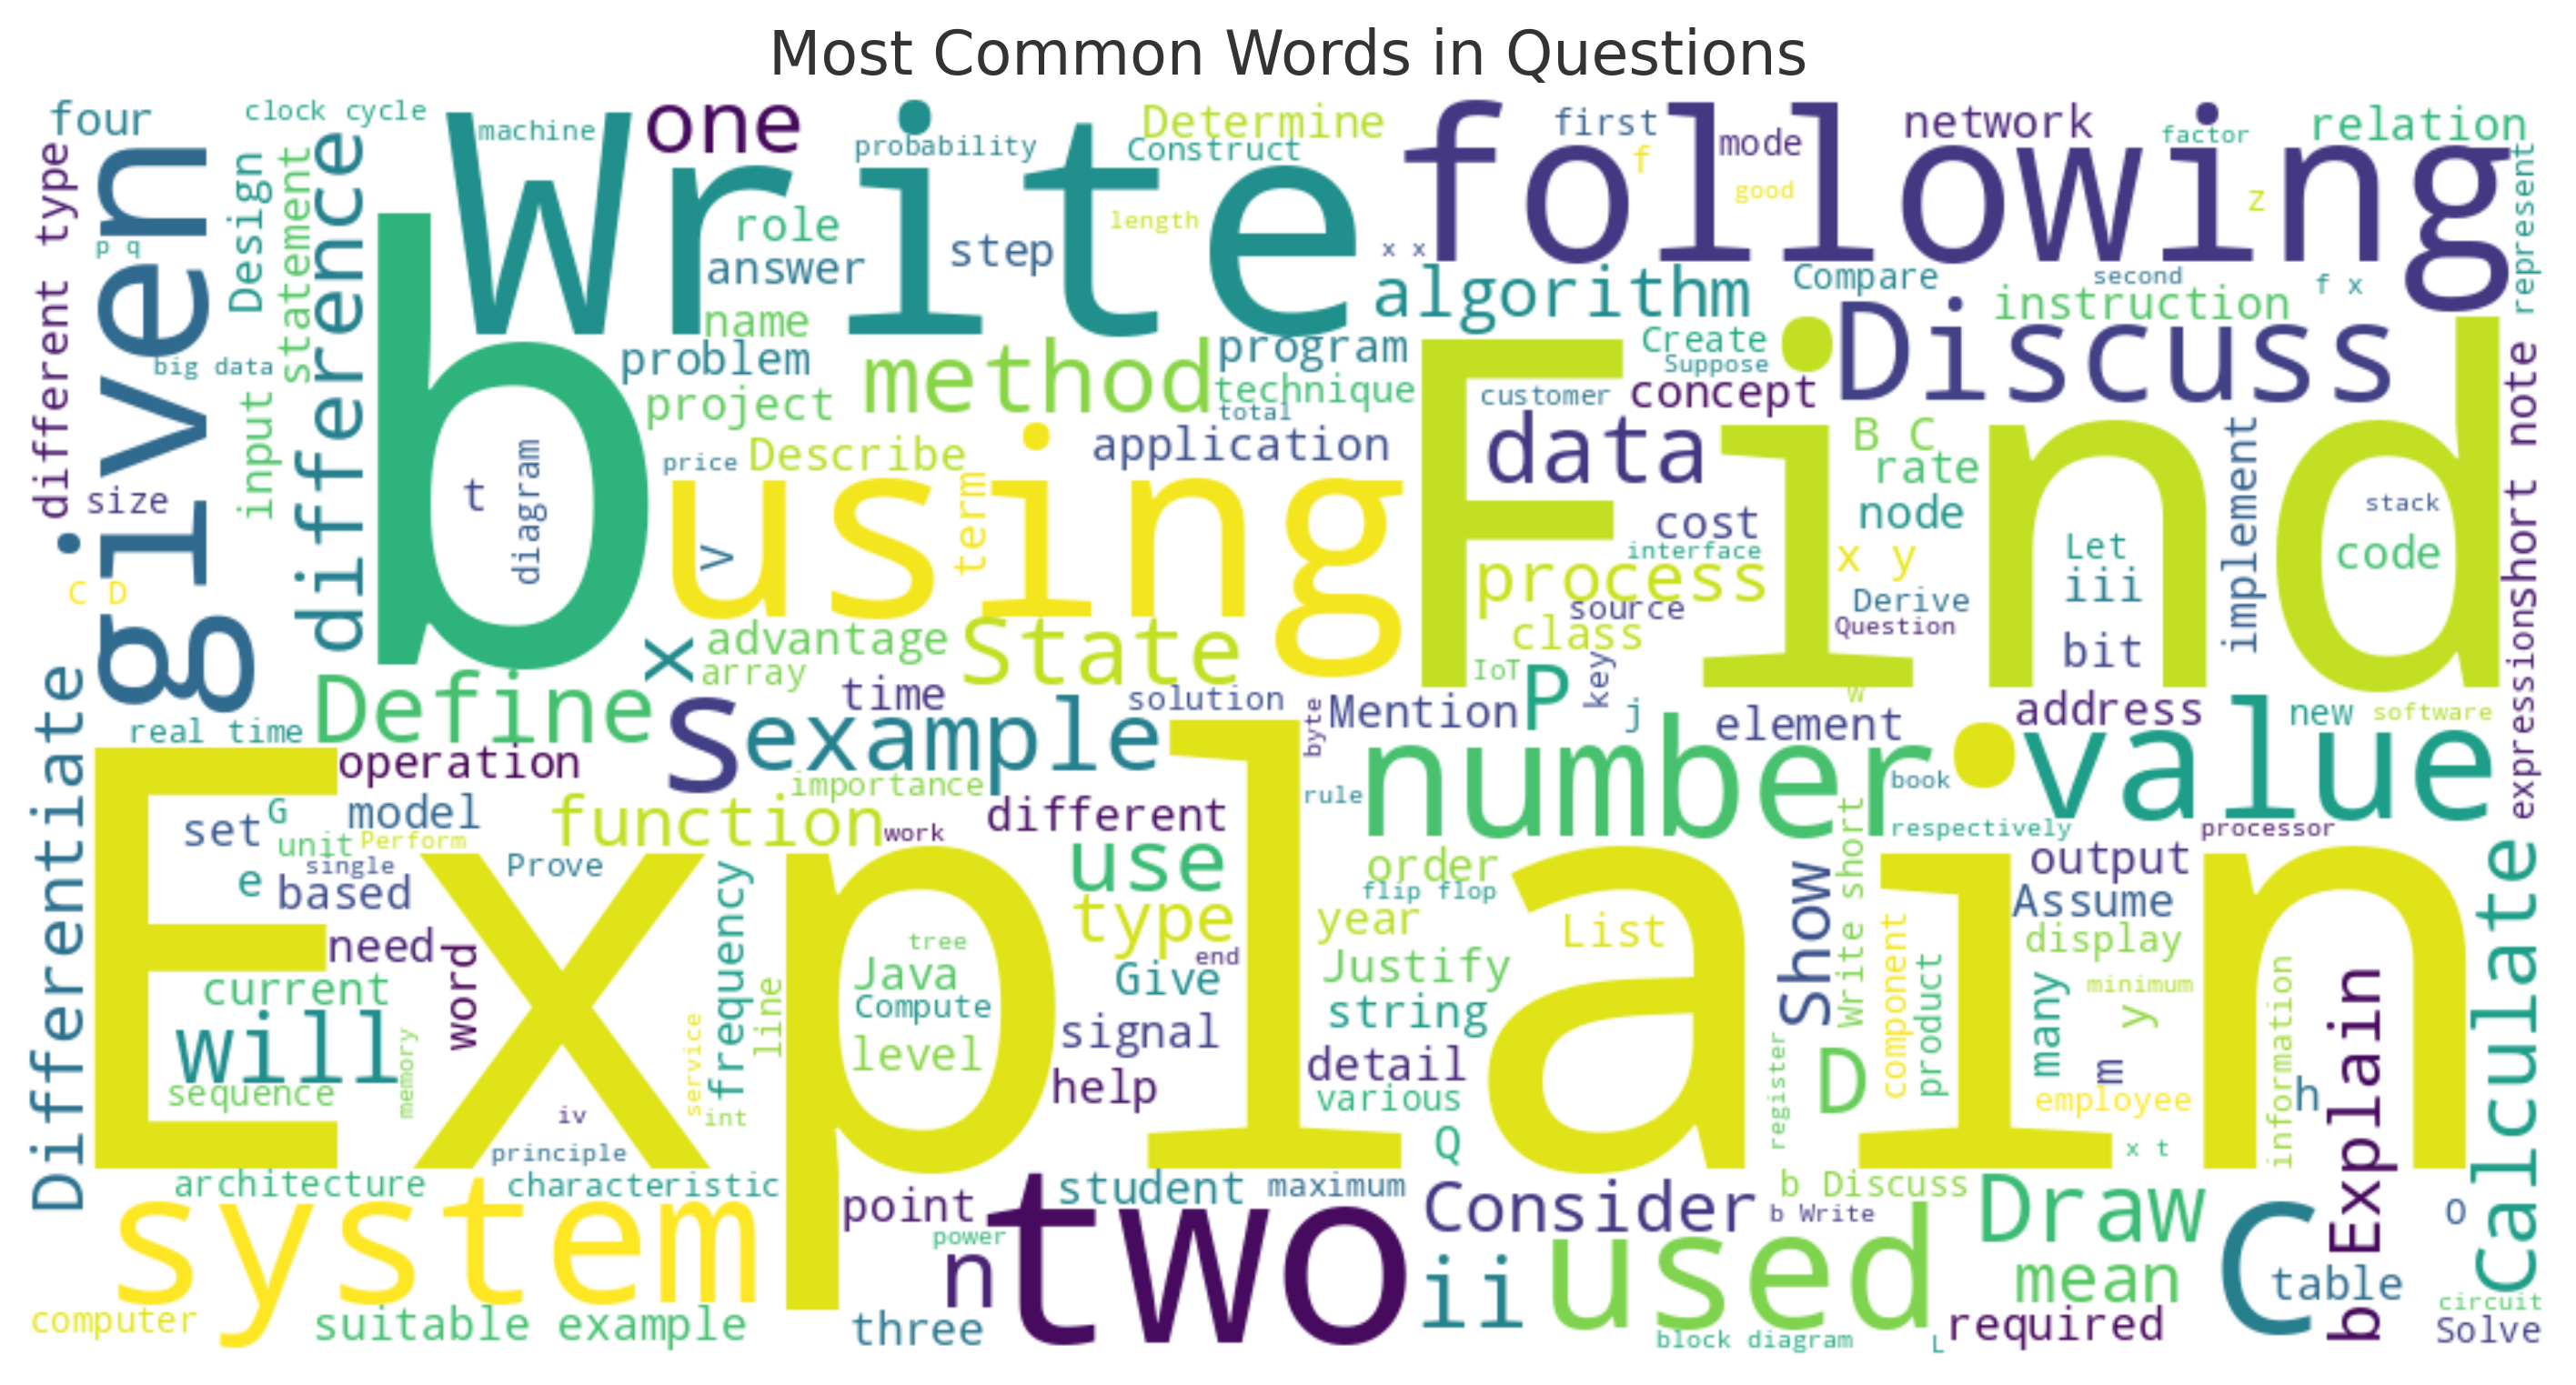 Most Common Words in Questions
four
clock cycle
machine
one
probability
Determine
Construct
first
f
mode
network
factor
relation
different type
p q
given
Design
statement
difference
Write
role
answer
step
length
good
x x
following
z
represent
algorithm
Compare
second
f x
instruction
name
problem
big data
input
b
project
method
program
technique
total
Create
Suppose
concept
customer
Discuss
short note
size
t
diagram
price
Describe
using
term
application
V
data
Find
B C
rate
cost
node
interface
x y
process
source
Derive
Question
class
Let
iii
bit
implement
stack
code
expression
C D
X
advantage
array
State
IoT
P
key
j
w
Differentiate
real time
Define
S
time
example
solution
byte
Mention
element
address
new
software
operation
importance
rule
number
book
value
set
G
model
unit
Perform
function
work
different
respectively
processor
e
single
based
Prove
frequency
use
order
flip flop
Show
Write short
output
Assume
calculate
Explain
need
word
tree
Java
Compute
level
type
end
Give
year
List
Justify
string
component
product
display
many
minimum
y
current
will
memory
service
line
signal
detail
help
various
register
D
m
employee
information
h
b Explain
sequence
iv
int
principle
Q
x t
architecture
characteristic
point
student
maximum
Consider
b Discuss
b Write
Draw
C
O
system
power
n
two
ii
used
mean
table
computer
suitable example
three
block diagram
L
required
circuit
Solve